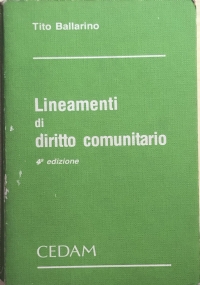 Tito Ballarino
Lineamenti
di
diritto comunitario
4ª edizione
CEDAM